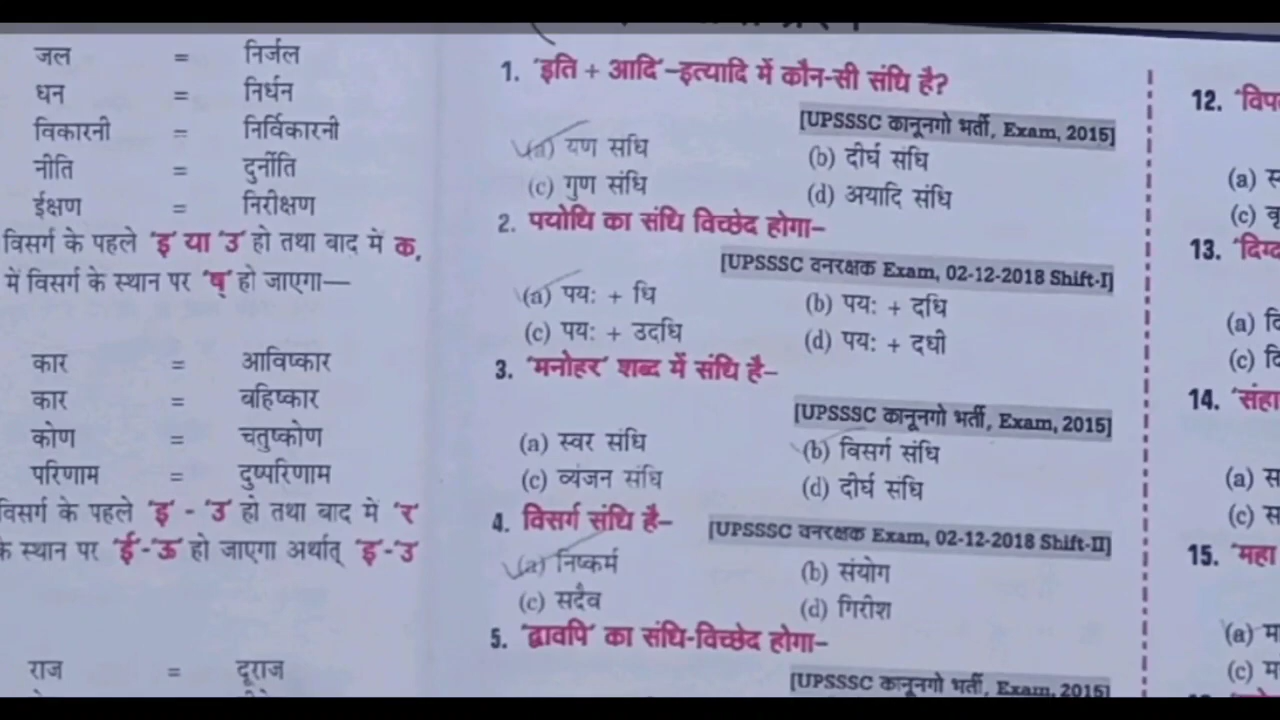 जल = निर्जल
धन = निर्धन
विकारनी = निर्विकारनी
नीति = दुर्नीति
ईक्षण = निरीक्षण
विसर्ग के पहले 'इ' या 'उ' हो तथा बाद में क,
में विसर्ग के स्थान पर 'ष्' हो जाएगा—
कार = आविष्कार
कार = बहिष्कार
कोण = चतुष्कोण
परिणाम = दुष्परिणाम
विसर्ग के पहले 'इ' - 'उ' हो तथा बाद में 'र'
के स्थान पर 'ई'-'ऊ' हो जाएगा अर्थात् 'इ'-'उ'
राज = दूराज
1. 'इति + आदि'-इत्यादि में कौन-सी संधि है?
[UPSSSC कानूनगो भर्ती, Exam, 2015]
(a) यण संधि (b) दीर्घ संधि
(c) गुण संधि (d) अयादि संधि
2. पयोधि का संधि विच्छेद होगा-
[UPSSSC वनरक्षक Exam, 02-12-2018 Shift-I]
(a) पयः + धि (b) पयः + दधि
(c) पयः + उदधि (d) पयः + दधी
3. 'मनोहर' शब्द में संधि है-
[UPSSSC कानूनगो भर्ती, Exam, 2015]
(a) स्वर संधि (b) विसर्ग संधि
(c) व्यंजन संधि (d) दीर्घ संधि
4. विसर्ग संधि है- [UPSSSC वनरक्षक Exam, 02-12-2018 Shift-II]
(a) निष्कर्म (b) संयोग
(c) सदैव (d) गिरीश
5. 'द्वावपि' का संधि-विच्छेद होगा-
[UPSSSC कानूनगो भर्ती, Exam, 2015]
12.
(a)
(c)
13.
(a)
(c)
14.
(a)
(c)
15. 'महा
(a)
(c)